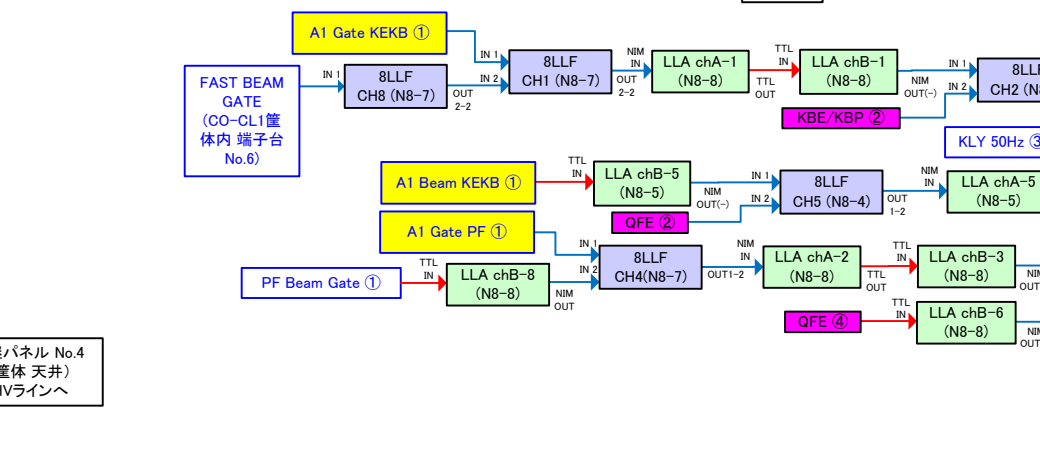 A1 Gate KEKB ①
FAST BEAM
GATE
（CO-CL1筐
体内 端子台
No.6）
IN 1
8LLF
CH8 (N8-7)
OUT
2-2
IN 1
IN 2
8LLF
CH1 (N8-7)
OUT
2-2
NIM
IN
LLA chA-1
(N8-8)
TTL
OUT
TTL
IN
LLA chB-1
(N8-8)
NIM
OUT(-)
IN 1
IN 2
CH2
KBE/KBP ②
KLY 50Hz ③
A1 Beam KEKB ①
TTL
IN
LLA chB-5
(N8-5)
NIM
OUT(-)
QFE ②
IN 1
IN 2
8LLF
CH5 (N8-4)
OUT
1-2
NIM
IN
LLA chA-5
(N8-5)
A1 Gate PF ①
PF Beam Gate ①
TTL
IN
LLA chB-8
(N8-8)
NIM
OUT
IN 1
IN 2
8LLF
CH4(N8-7)
OUT1-2
NIM
IN
LLA chA-2
(N8-8)
TTL
OUT
TTL
IN
LLA chB-3
(N8-8)
QFE ④
TTL
IN
LLA chB-6
(N8-8)
パネル No.4
筐体 天井）
Vラインへ